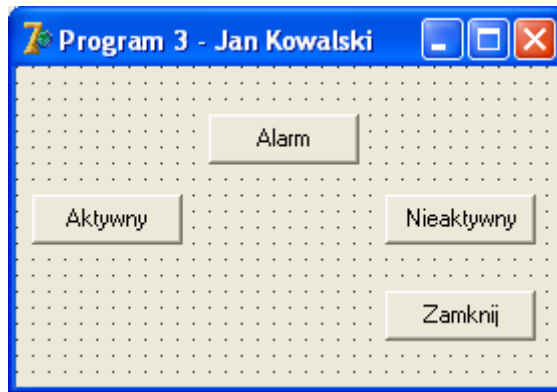 Program 3 - Jan Kowalski
Alarm
Aktywny
Nieaktywny
Zamknij